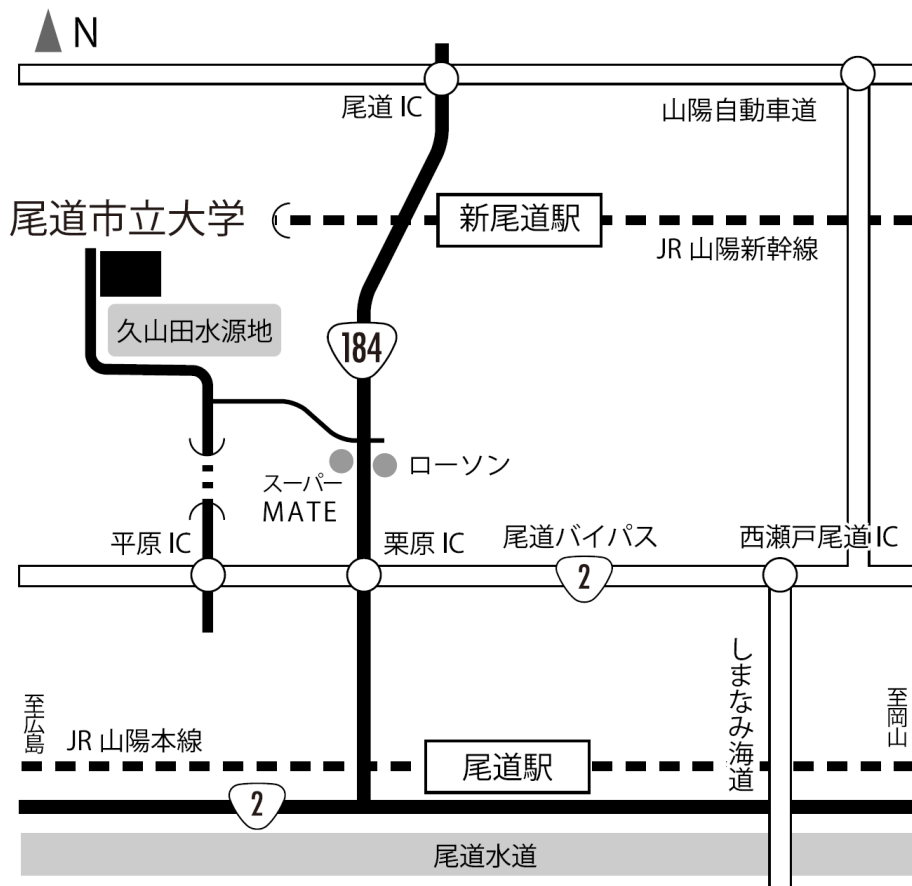 N
尾道 IC
山陽自動車道
尾道市立大学
新尾道駅
JR 山陽新幹線
久山田水源地
184
ローソン
スーパー
MATE
平原 IC
栗原 IC
尾道バイパス
2
西瀬戸尾道 IC
しまなみ海道
至広島
至岡山
JR 山陽本線
尾道駅
2
尾道水道